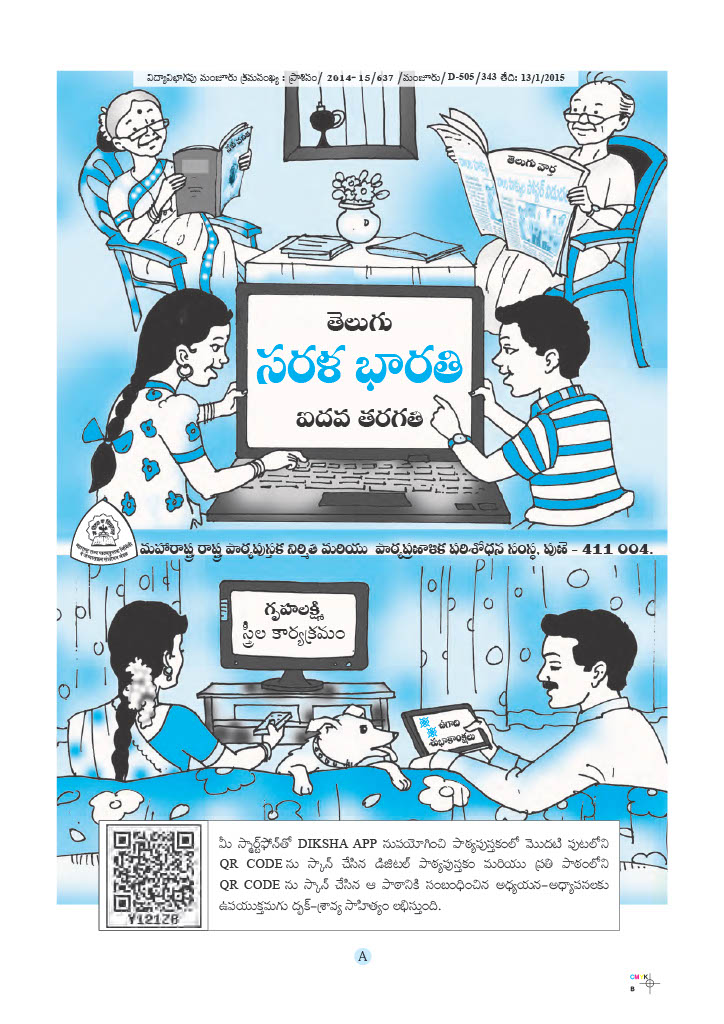 విద్యావిభాగపు మంజూరు క్రమసంఖ్య : ప్రాశిసం/ 2014-15/637 /మంజూరు/ D-505/343 తేది: 13/1/2015
తెలుగు వార్త
తెలుగు
సరళ భారతి
ఐదవ తరగతి
మహారాష్ట్ర రాష్ట్ర పాఠ్యపుస్తక నిర్మితి మరియు పాఠ్యప్రణాళిక పరిశోధన సంస్థ, పుణె - 411 004.
గృహలక్ష్మి
స్త్రీల కార్యక్రమం
ఉగాది
శుభాకాంక్షలు
మీ స్మార్ట్‌ఫోన్‌తో DIKSHA APP నుపయోగించి పాఠ్యపుస్తకంలో మొదటి పుటలోని
QR CODE ను స్కాన్ చేసిన డిజిటల్ పాఠ్యపుస్తకం మరియు ప్రతి పాఠంలోని
QR CODE ను స్కాన్ చేసిన ఆ పాఠానికి సంబంధించిన అధ్యయన-అధ్యాపనలకు
ఉపయుక్తమగు దృక్-శ్రావ్య సాహిత్యం లభిస్తుంది.
Y121ZB
A
CMYK
B